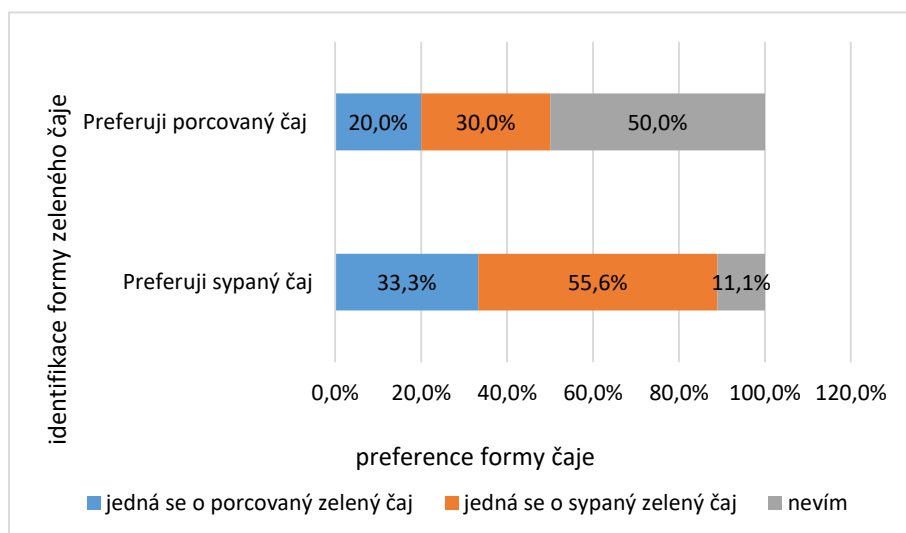 identifikace formy zeleného čaje
Preferuji porcovaný čaj
20,0% 30,0% 50,0%
Preferuji sypaný čaj
33,3% 55,6% 11,1%
0,0% 20,0% 40,0% 60,0% 80,0% 100,0% 120,0%
preference formy čaje
jedná se o porcovaný zelený čaj jedná se o sypaný zelený čaj nevím